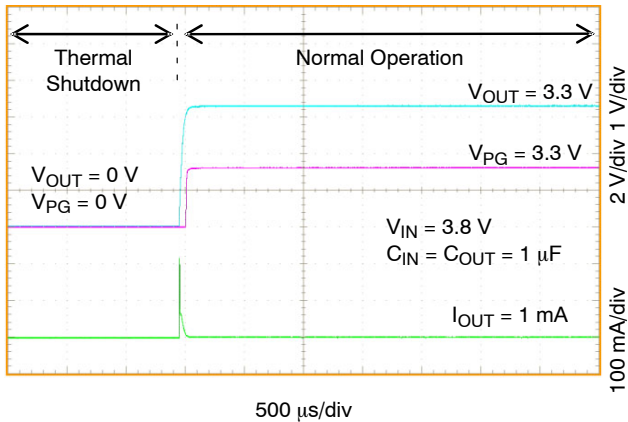 Thermal
Shutdown
Normal Operation
VOUT = 3.3 V
VPG = 3.3 V
VOUT = 0 V
VPG = 0 V
VIN = 3.8 V
CIN = COUT = 1 μF
IOUT = 1 mA
2 V/div 1 V/div
100 mA/div
500 μs/div